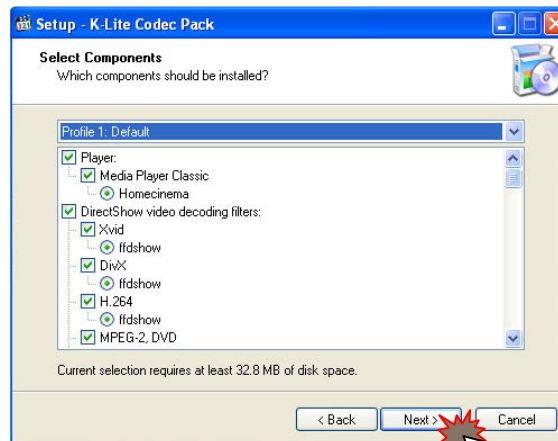 Setup - K-Lite Codec Pack
Select Components
Which components should be installed?
Profile 1: Default
Player:
Media Player Classic
Homecinema
DirectShow video decoding filters:
Xvid
ffdshow
DivX
ffdshow
H.264
ffdshow
MPEG-2, DVD
Current selection requires at least 32.8 MB of disk space.
< Back Next > Cancel